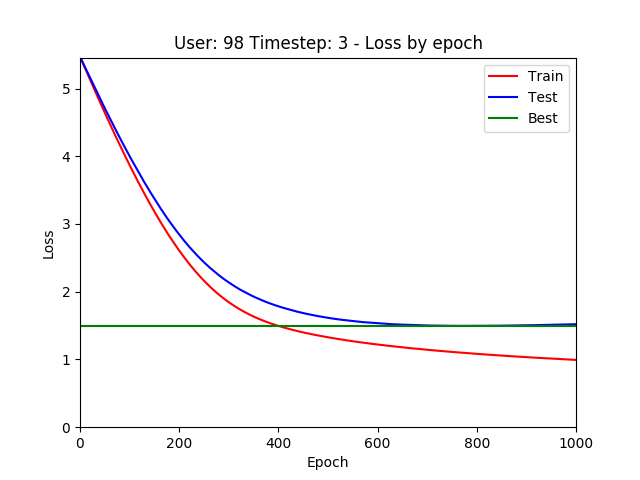 User: 98 Timestep: 3 - Loss by epoch
Train
Test
Best
Loss
5
4
3
2
1
0
0 200 400 600 800 1000
Epoch